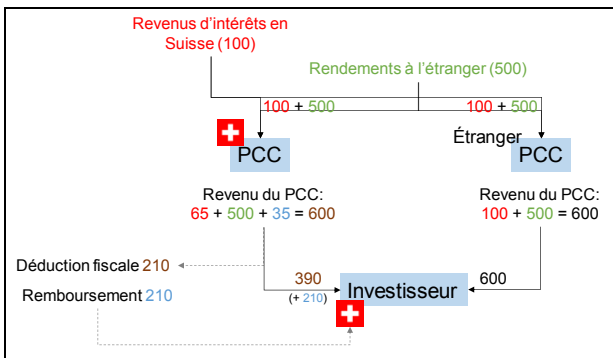 Revenus d'intérêts en
Suisse (100)
Rendements à l'étranger (500)
100 + 500
100 + 500
PCC
Étranger
PCC
Revenu du PCC:
65 + 500 + 35 = 600
Revenu du PCC:
100 + 500 = 600
Déduction fiscale 210
Remboursement 210
390
(+ 210)
Investisseur
600